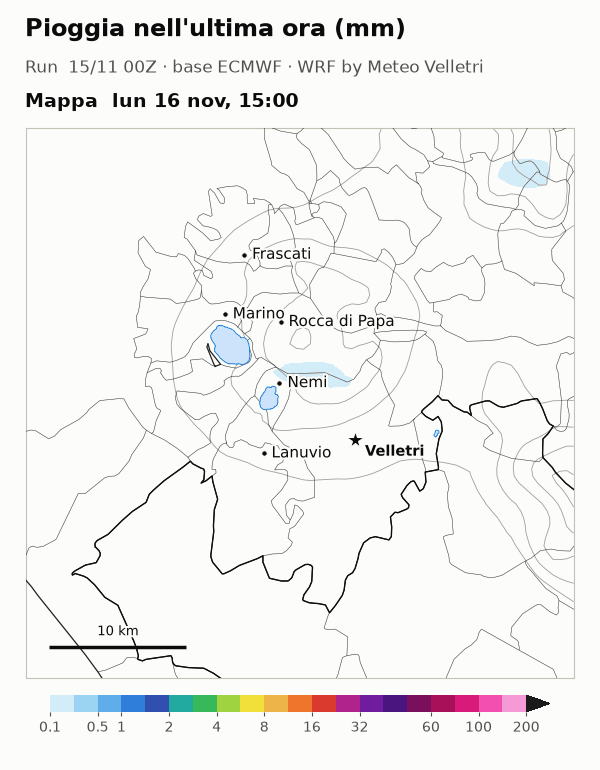 Pioggia nell'ultima ora (mm)
Run  15/11 00Z · base ECMWF · WRF by Meteo Velletri
Mappa  lun 16 nov, 15:00
Frascati
Marino
Rocca di Papa
Nemi
Velletri
Lanuvio
10 km
0.1 0.5 1 2 4 8 16 32 60 100 200